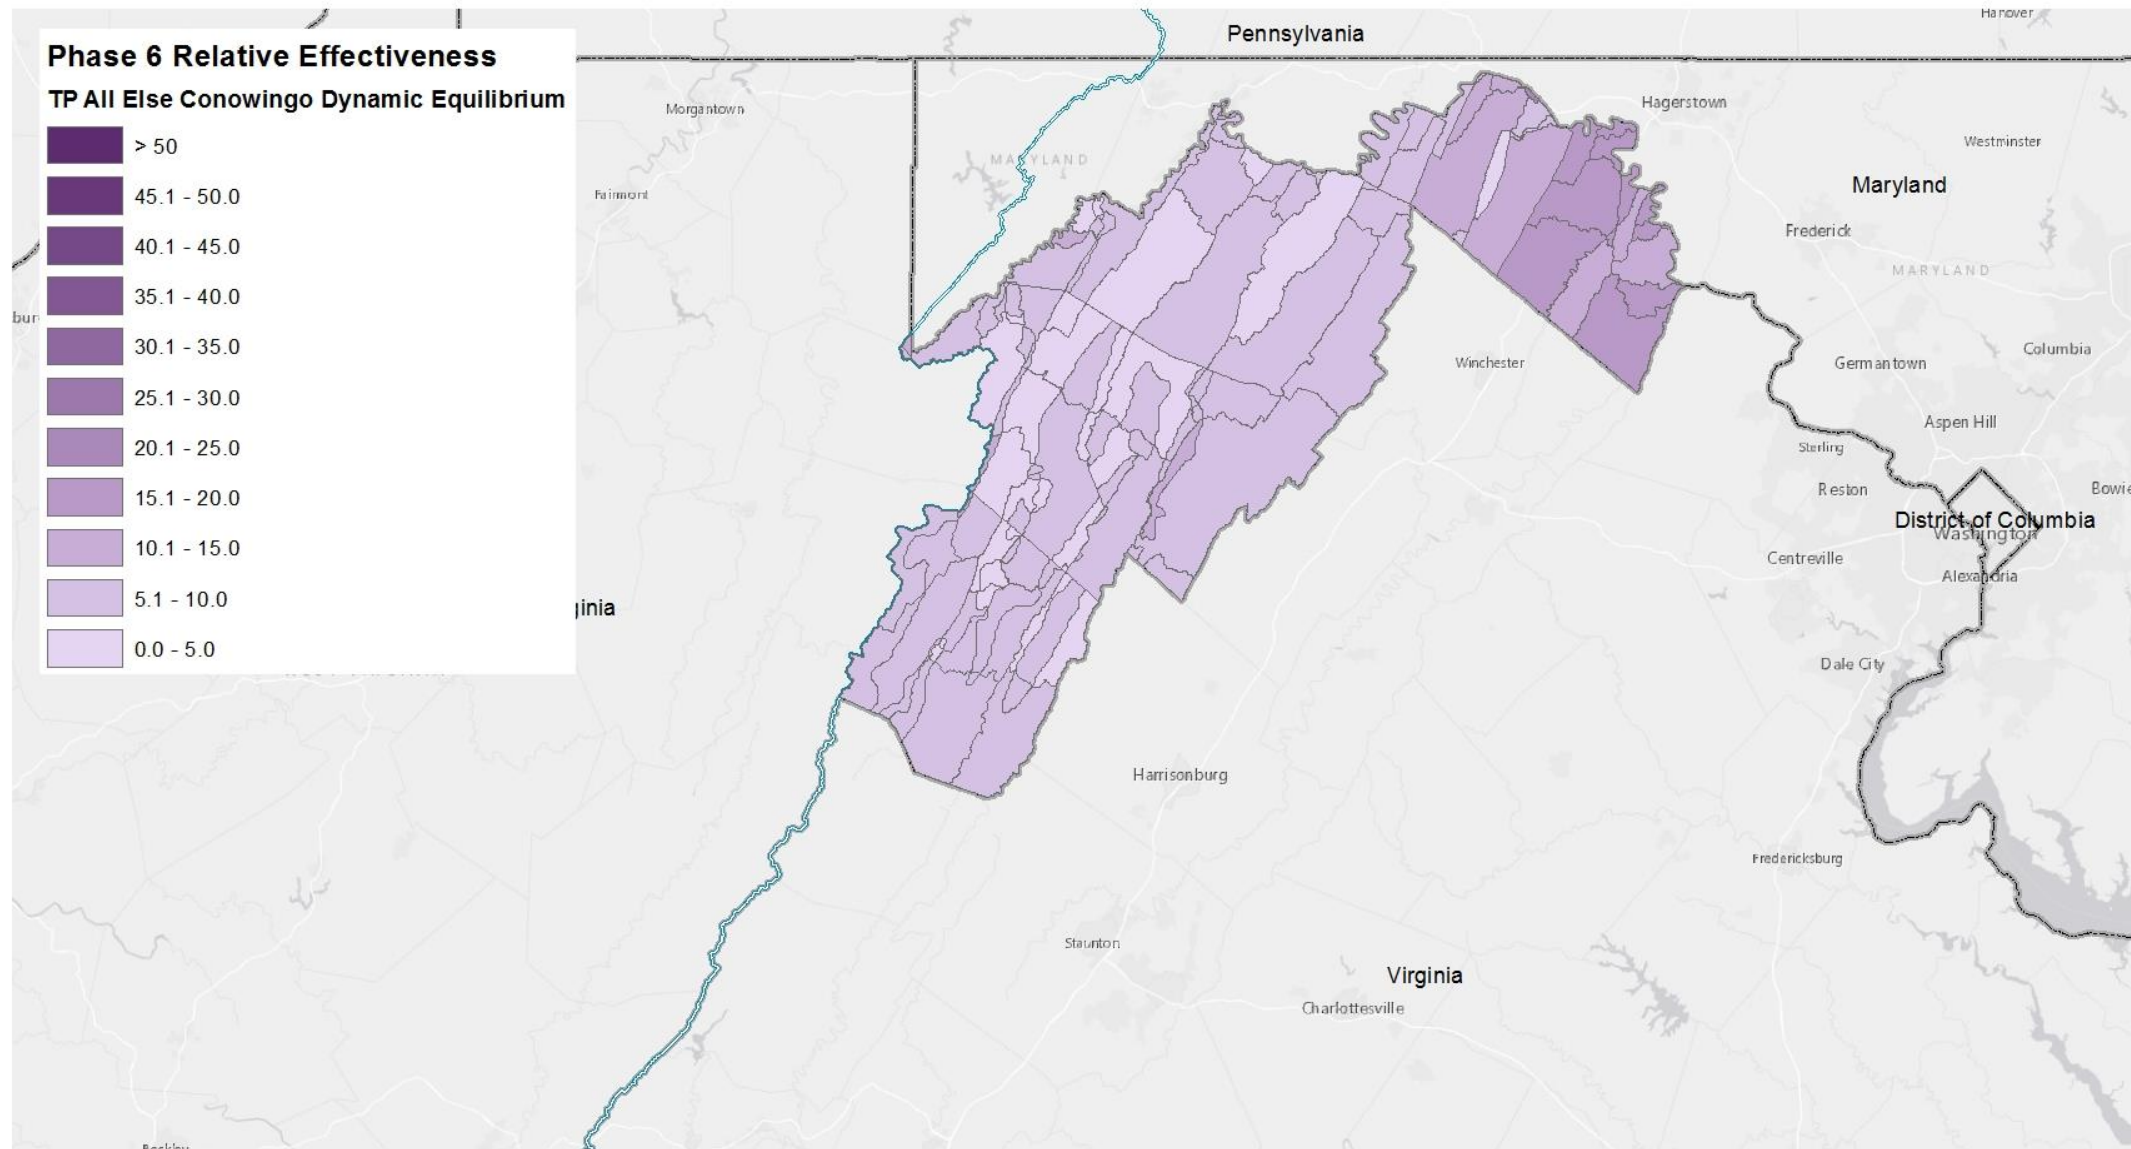 Hanover
Pennsylvania
Phase 6 Relative Effectiveness
TP All Else Conowingo Dynamic Equilibrium
> 50
45.1 - 50.0
40.1 - 45.0
35.1 - 40.0
30.1 - 35.0
25.1 - 30.0
20.1 - 25.0
15.1 - 20.0
10.1 - 15.0
5.1 - 10.0
0.0 - 5.0
Morgantown
Hagerstown
Westminster
MARYLAND
Maryland
Fairmont
Frederick
MARYLAND
bur
Winchester
Germantown
Columbia
Aspen Hill
Sterling
Reston
Bowie
District of Columbia
Washington
Centreville
Alexandria
ginia
Dale City
Harrisonburg
Fredericksburg
Staunton
Virginia
Charlottesville